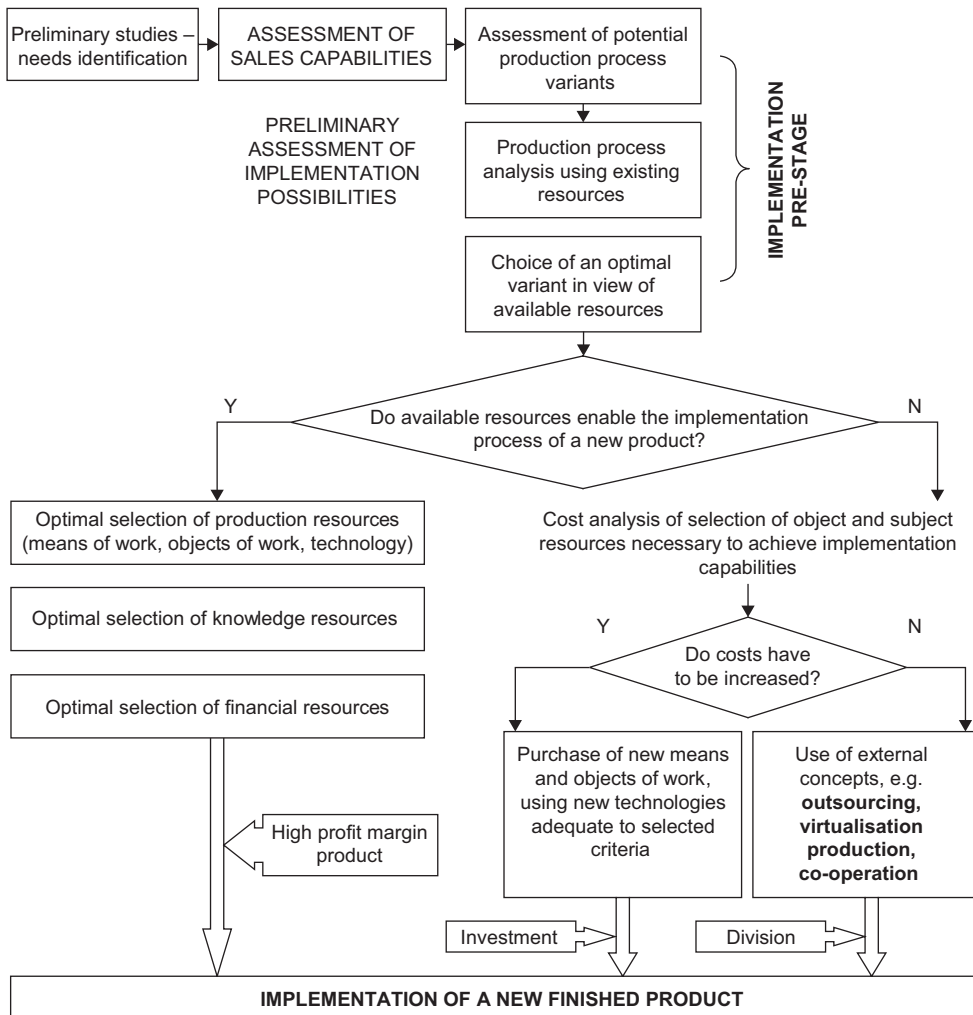 Preliminary studies –
needs identification
ASSESSMENT OF
SALES CAPABILITIES
Assessment of potential
production process
variants
PRELIMINARY
ASSESSMENT OF
IMPLEMENTATION
POSSIBILITIES
Production process
analysis using existing
resources
IMPLEMENTATION
PRE-STAGE
Choice of an optimal
variant in view of
available resources
Y
N
Do available resources enable the implementation
process of a new product?
Optimal selection of production resources
(means of work, objects of work, technology)
Cost analysis of selection of object and subject
resources necessary to achieve implementation
capabilities
Optimal selection of knowledge resources
Y
N
Do costs have
to be increased?
Optimal selection of financial resources
Purchase of new means
and objects of work,
using new technologies
adequate to selected
criteria
Use of external
concepts, e.g.
outsourcing,
virtualisation
production,
co-operation
High profit margin
product
Investment
Division
IMPLEMENTATION OF A NEW FINISHED PRODUCT